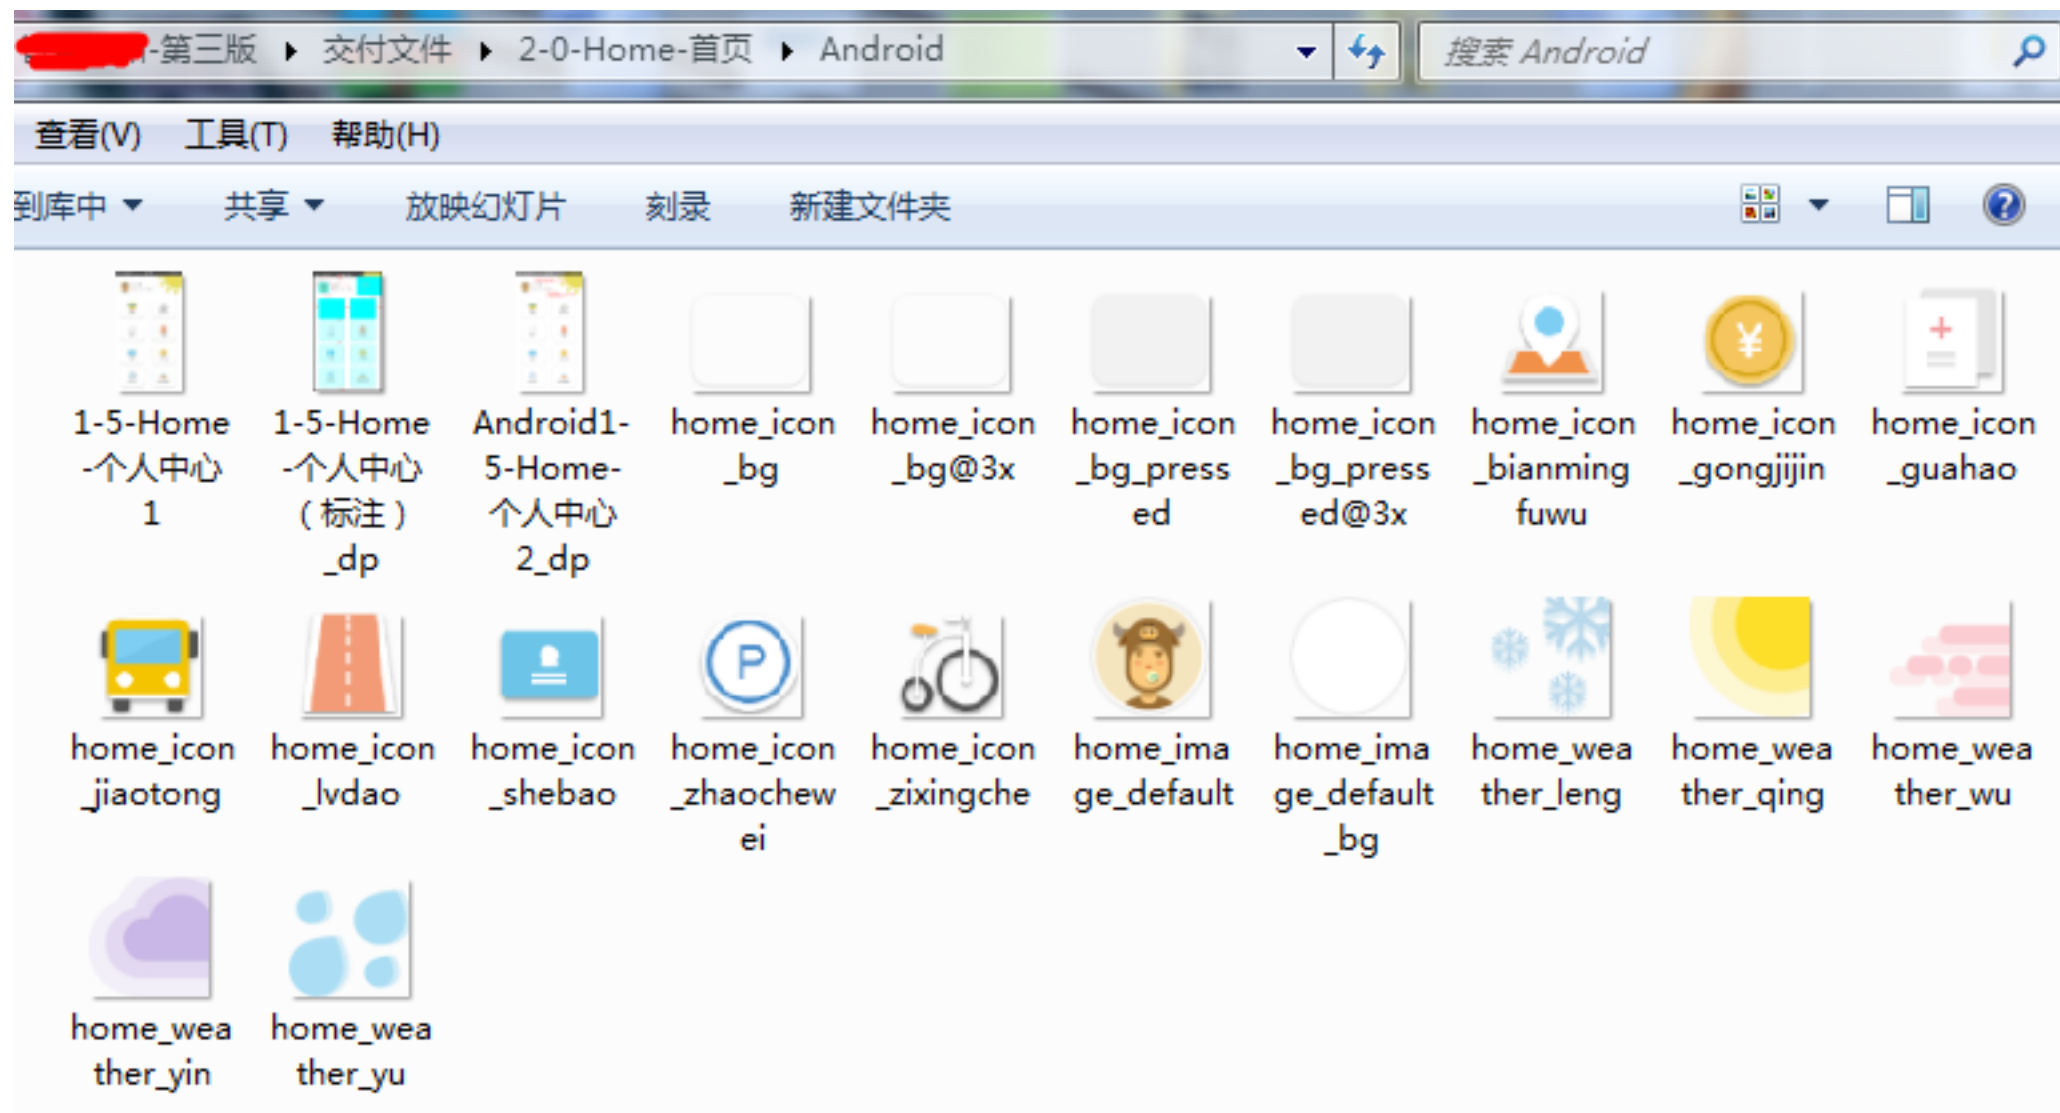 -第三版 ▸ 交付文件 ▸ 2-0-Home-首页 ▸ Android
搜索 Android
查看(V) 工具(T) 帮助(H)
到库中 共享 放映幻灯片 刻录 新建文件夹
1-5-Home
-个人中心
1
1-5-Home
-个人中心
(标注)
_dp
Android1-
5-Home-
个人中心
2_dp
home_icon
_bg
home_icon
_bg@3x
home_icon
_bg_press
ed
home_icon
_bg_press
ed@3x
home_icon
_bianming
fuwu
home_icon
_gongjijin
home_icon
_guahao
home_icon
_jiaotong
home_icon
_lvdao
home_icon
_shebao
P
home_icon
_zhaochew
ei
home_icon
_zixingche
home_ima
ge_default
home_ima
ge_default
_bg
home_wea
ther_leng
home_wea
ther_qing
home_wea
ther_wu
home_wea
ther_yin
home_wea
ther_yu